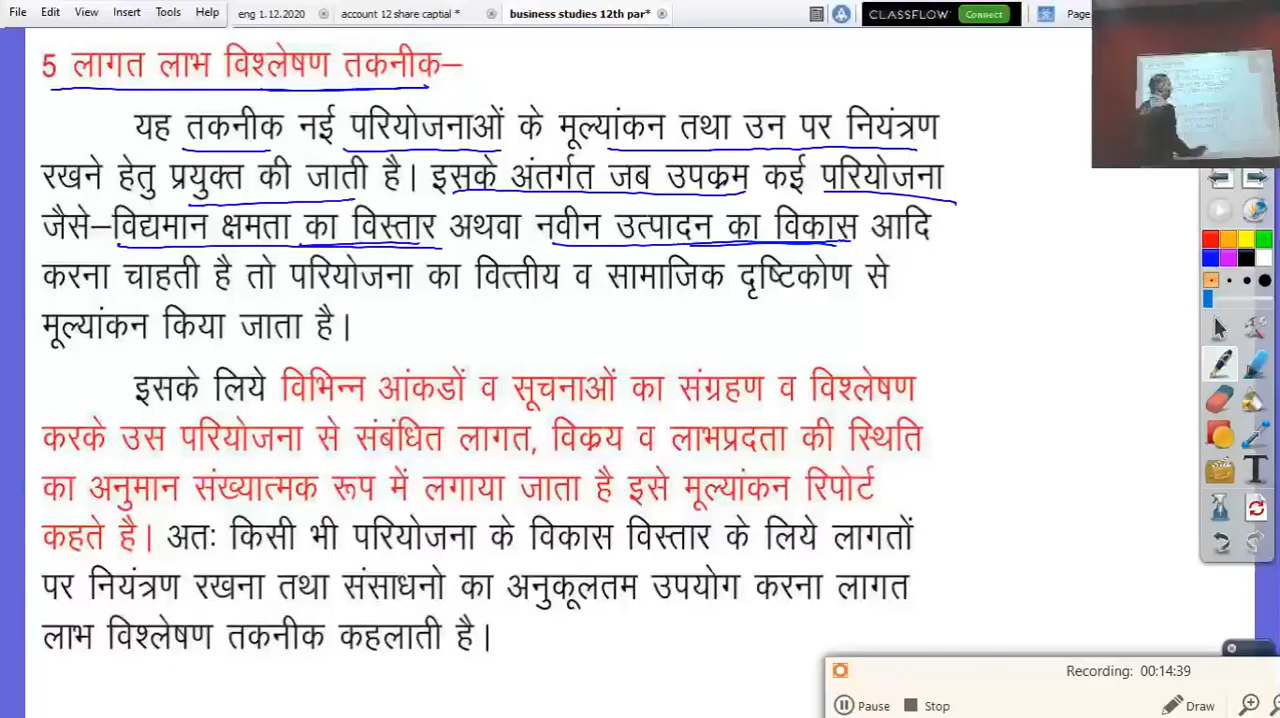 File Edit View Insert Tools Help eng 1.12.2020 account 12 share captial * business studies 12th par* CLASSFLOW Connect Page
5 लागत लाभ विश्लेषण तकनीक–
यह तकनीक नई परियोजनाओं के मूल्यांकन तथा उन पर नियंत्रण
रखने हेतु प्रयुक्त की जाती है। इसके अंतर्गत जब उपक्रम कई परियोजना
जैसे–विद्यमान क्षमता का विस्तार अथवा नवीन उत्पादन का विकास आदि
करना चाहती है तो परियोजना का वित्तीय व सामाजिक दृष्टिकोण से
मूल्यांकन किया जाता है।
इसके लिये विभिन्न आंकडों व सूचनाओं का संग्रहण व विश्लेषण
करके उस परियोजना से संबंधित लागत, विक्रय व लाभप्रदता की स्थिति
का अनुमान संख्यात्मक रूप में लगाया जाता है इसे मूल्यांकन रिपोर्ट
कहते है। अतः किसी भी परियोजना के विकास विस्तार के लिये लागतों
पर नियंत्रण रखना तथा संसाधनो का अनुकूलतम उपयोग करना लागत
लाभ विश्लेषण तकनीक कहलाती है।
Recording: 00:14:39
Pause Stop Draw